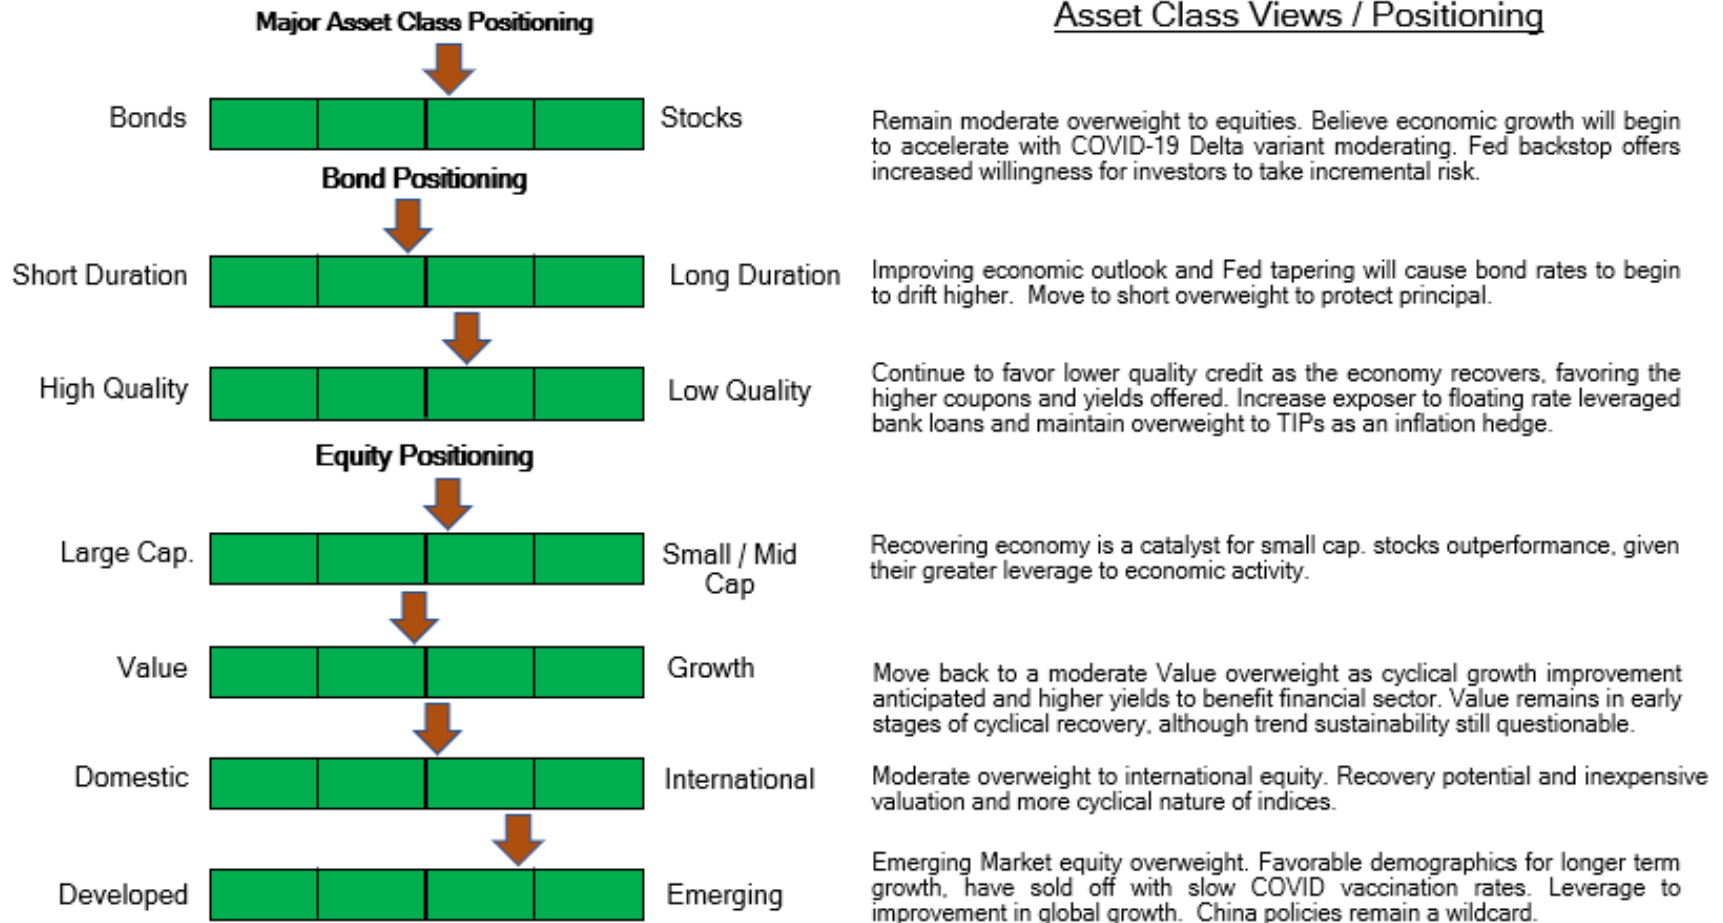 Major Asset Class Positioning
Asset Class Views / Positioning
Bonds
Stocks
Remain moderate overweight to equities. Believe economic growth will begin
to accelerate with COVID-19 Delta variant moderating. Fed backstop offers
increased willingness for investors to take incremental risk.
Bond Positioning
Short Duration
Long Duration
Improving economic outlook and Fed tapering will cause bond rates to begin
to drift higher. Move to short overweight to protect principal.
High Quality
Low Quality
Continue to favor lower quality credit as the economy recovers, favoring the
higher coupons and yields offered. Increase exposer to floating rate leveraged
bank loans and maintain overweight to TIPs as an inflation hedge.
Equity Positioning
Large Cap.
Small / Mid
Cap
Recovering economy is a catalyst for small cap. stocks outperformance, given
their greater leverage to economic activity.
Value
Growth
Move back to a moderate Value overweight as cyclical growth improvement
anticipated and higher yields to benefit financial sector. Value remains in early
stages of cyclical recovery, although trend sustainability still questionable.
Domestic
International
Moderate overweight to international equity. Recovery potential and inexpensive
valuation and more cyclical nature of indices.
Developed
Emerging
Emerging Market equity overweight. Favorable demographics for longer term
growth, have sold off with slow COVID vaccination rates. Leverage to
improvement in global growth. China policies remain a wildcard.